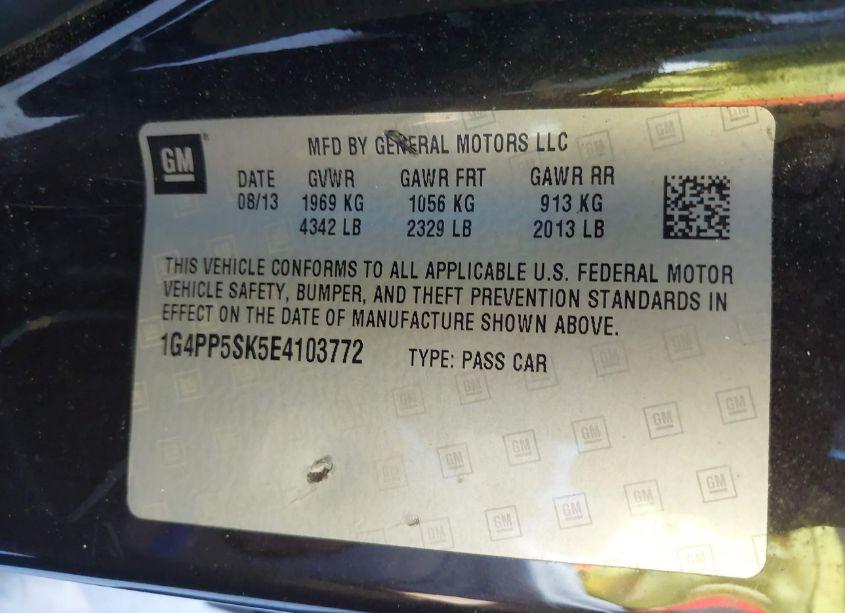 GM
MFD BY GENERAL MOTORS LLC
DATE GVWR GAWR FRT GAWR RR
08/13 1969 KG 1056 KG 913 KG
4342 LB 2329 LB 2013 LB
THIS VEHICLE CONFORMS TO ALL APPLICABLE U.S. FEDERAL MOTOR
VEHICLE SAFETY, BUMPER, AND THEFT PREVENTION STANDARDS IN
EFFECT ON THE DATE OF MANUFACTURE SHOWN ABOVE.
1G4PP5SK5E4103772 TYPE: PASS CAR